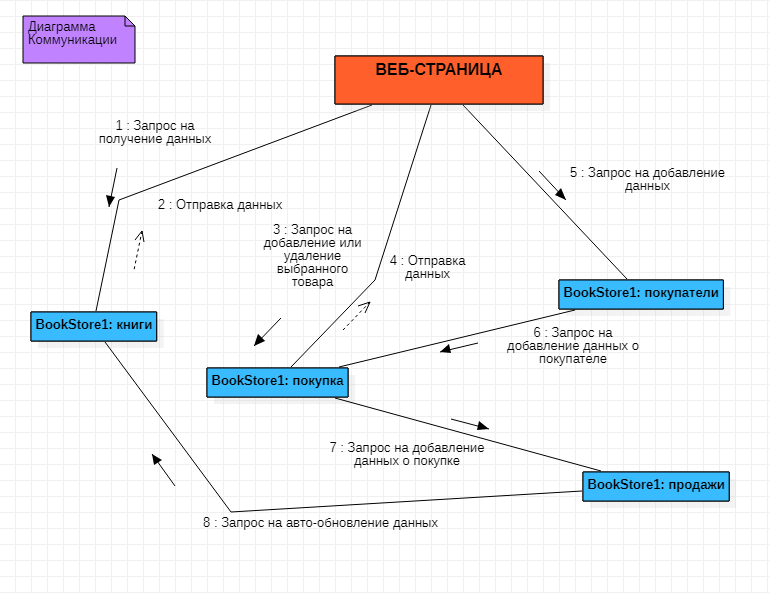 Диаграмма
Коммуникации
ВЕБ-СТРАНИЦА
1 : Запрос на
получение данных
2 : Отправка данных
3 : Запрос на
добавление или
удаление
выбранного
товара
4 : Отправка
данных
5 : Запрос на добавление
данных
BookStore1: покупатели
BookStore1: книги
6 : Запрос на
добавление данных о
покупателе
BookStore1: покупка
7 : Запрос на добавление
данных о покупке
BookStore1: продажи
8 : Запрос на авто-обновление данных